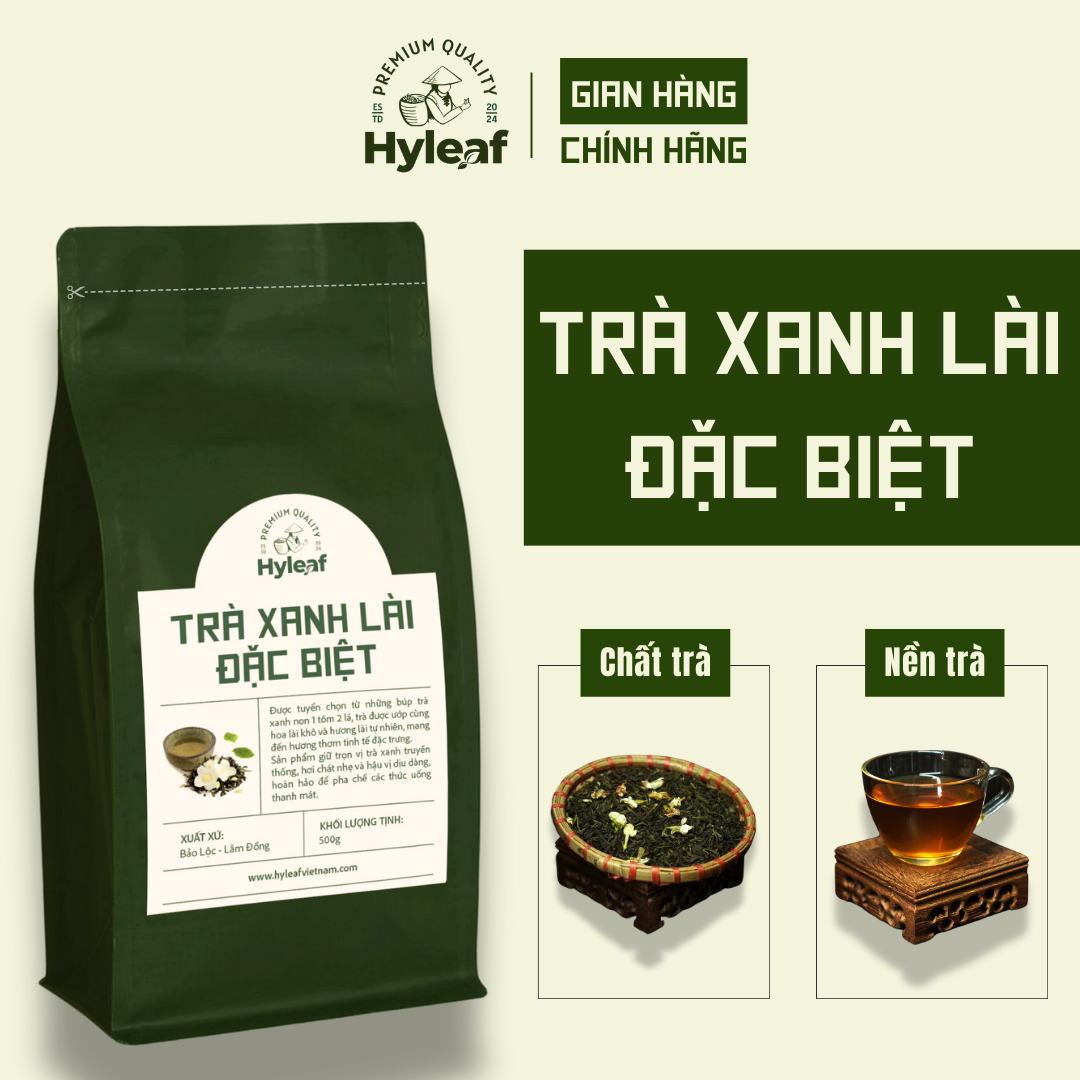 PREMIUM QUALITY
ESTD 2024
Hyleaf
GIAN HÀNG
CHÍNH HÃNG
TRÀ XANH LÀI
ĐẶC BIỆT
PREMIUM QUALITY
ESTD 2024
Hyleaf
TRÀ XANH LÀI
ĐẶC BIỆT
Được tuyển chọn từ những búp trà
xanh non 1 tôm 2 lá, trà được ướp cùng
hoa lài khô và hương lài tự nhiên, mang
đến hương thơm tinh tế đặc trưng.
Sản phẩm giữ trọn vị trà xanh truyền
thống, hơi chát nhẹ và hậu vị dịu dàng,
hoàn hảo để pha chế các thức uống
thanh mát.
XUẤT XỨ:
Bảo Lộc - Lâm Đồng
KHỐI LƯỢNG TỊNH:
500g
www.hyleafvietnam.com
Chất trà
Nền trà